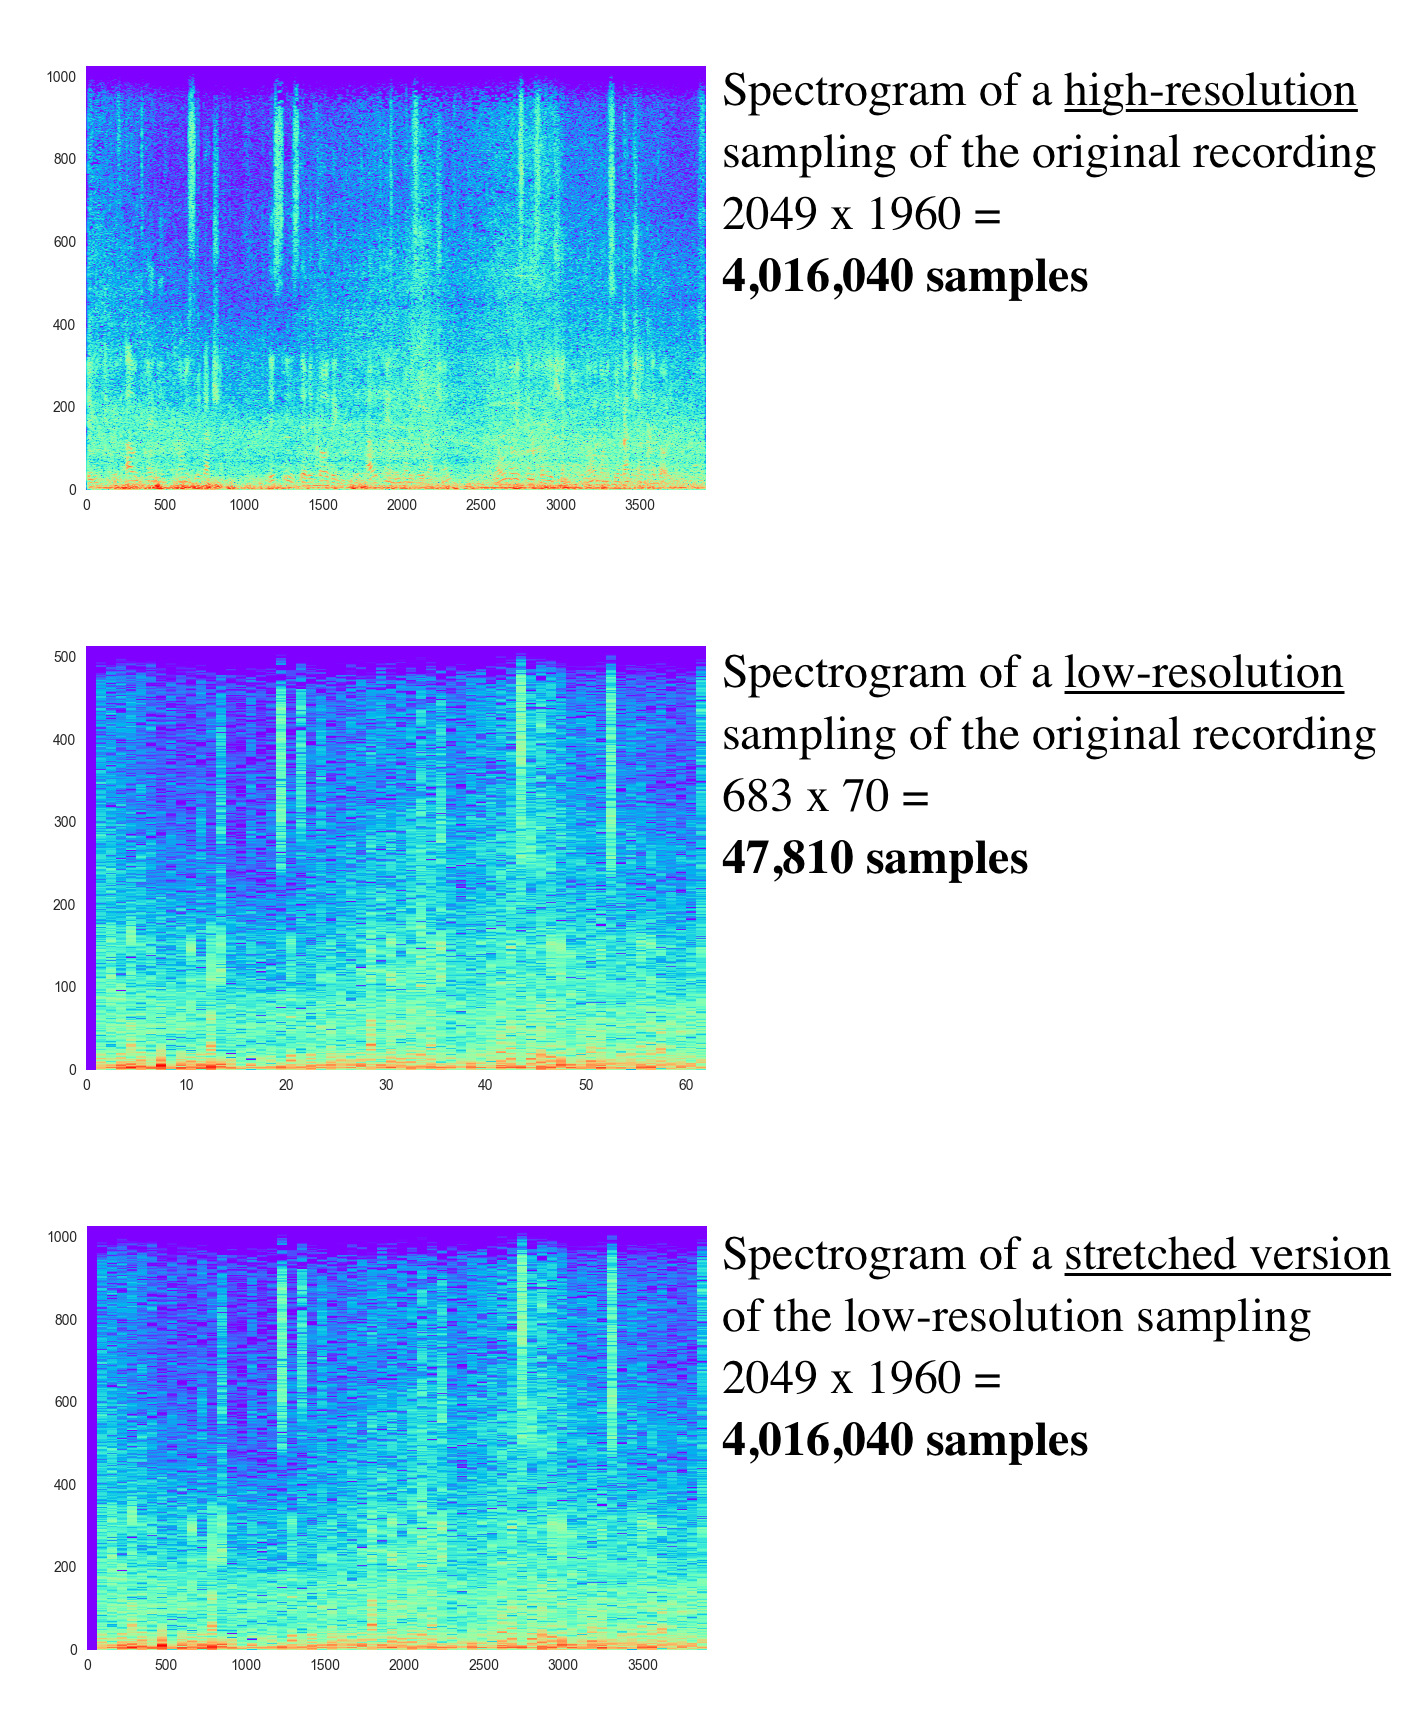 1000
800
600
400
200
0
0 500 1000 1500 2000 2500 3000 3500
Spectrogram of a high-resolution
sampling of the original recording
2049 x 1960 =
4,016,040 samples
500
400
300
200
100
0
0 10 20 30 40 50 60
Spectrogram of a low-resolution
sampling of the original recording
683 x 70 =
47,810 samples
1000
800
600
400
200
0
0 500 1000 1500 2000 2500 3000 3500
Spectrogram of a stretched version
of the low-resolution sampling
2049 x 1960 =
4,016,040 samples